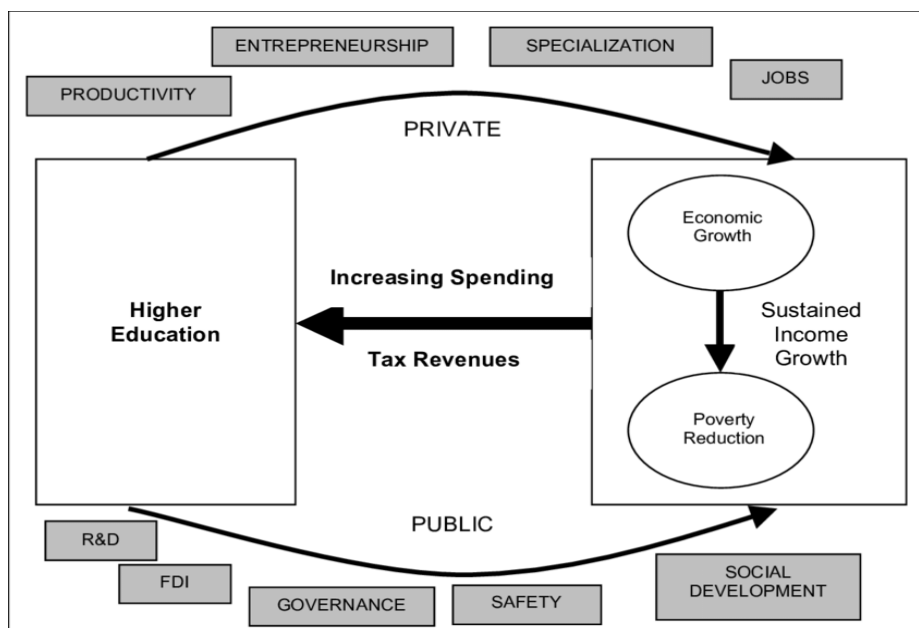 ENTREPRENEURSHIP
SPECIALIZATION
PRODUCTIVITY
JOBS
PRIVATE
Economic
Growth
Increasing Spending
Higher
Education
Sustained
Income
Growth
Tax Revenues
Poverty
Reduction
PUBLIC
R&D
FDI
GOVERNANCE
SAFETY
SOCIAL
DEVELOPMENT